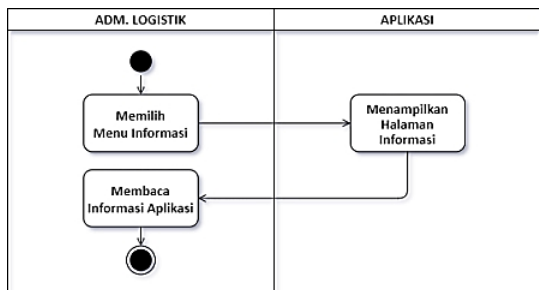 ADM. LOGISTIK
APLIKASI
Memilih
Menu Informasi
Menampilkan
Halaman
Informasi
Membaca
Informasi Aplikasi